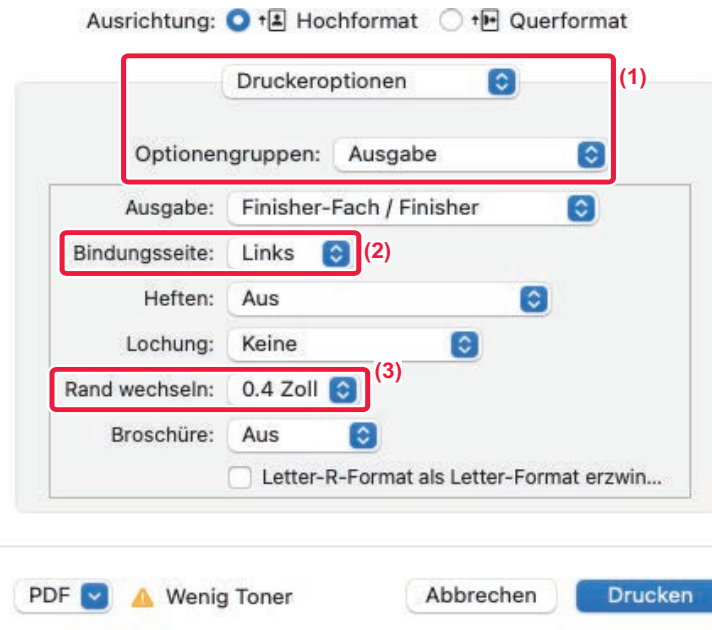 Ausrichtung: Hochformat Querformat
Druckeroptionen (1)
Optionengruppen: Ausgabe
Ausgabe: Finisher-Fach / Finisher
Bindungsseite: Links (2)
Heften: Aus
Lochung: Keine
(3)
Rand wechseln: 0.4 Zoll
Broschüre: Aus
Letter-R-Format als Letter-Format erzwin...
PDF Wenig Toner Abbrechen Drucken